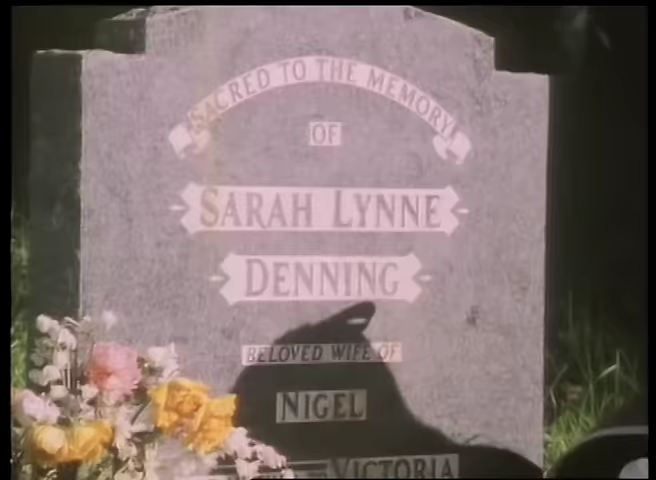 SACRED TO THE MEMORY
OF
SARAH LYNNE
DENNING
BELOVED WIFE OF
NIGEL
VICTORIA